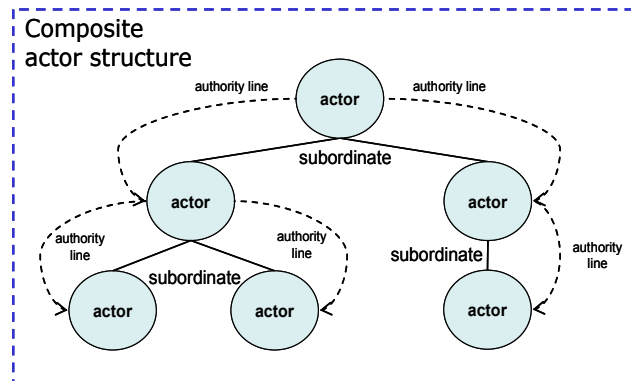 Composite
actor structure
authority line
authority line
actor
subordinate
actor
actor
authority
line
authority
line
subordinate
subordinate
authority
line
actor
actor
actor